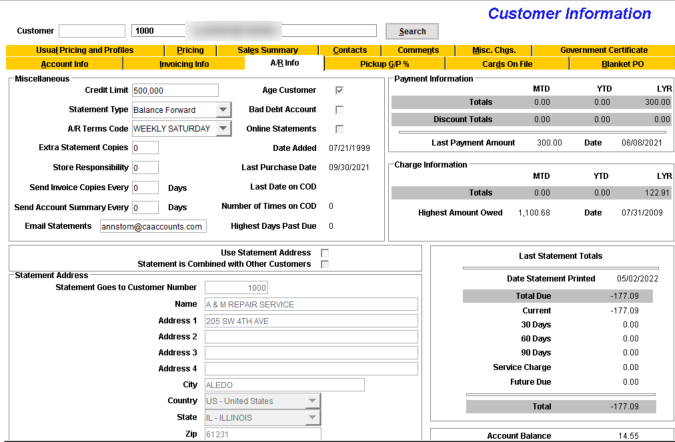 Customer Information
Customer 1000 Search
Usual Pricing and Profiles Pricing Sales Summary Contacts Comments Misc. Chgs. Government Certificate
Account Info Invoicing Info A/R Info Pickup G/P % Cards On File Blanket PO
Miscellaneous
Credit Limit 500,000 Age Customer
Statement Type Balance Forward Bad Debt Account
A/R Terms Code WEEKLY SATURDAY Online Statements
Extra Statement Copies 0 Date Added 07/21/1999
Store Responsibility 0 Last Purchase Date 09/30/2021
Send Invoice Copies Every 0 Days Last Date on COD
Send Account Summary Every 0 Days Number of Times on COD 0
Email Statements annstom@caaccounts.com Highest Days Past Due 0
Payment Information
MTD YTD LYR
Totals 0.00 0.00 300.00
Discount Totals 0.00 0.00 0.00
Last Payment Amount 300.00 Date 06/08/2021
Charge Information
MTD YTD LYR
Totals 0.00 0.00 122.91
Highest Amount Owed 1,100.68 Date 07/31/2009
Use Statement Address
Statement is Combined with Other Customers
Statement Address
Statement Goes to Customer Number 1000
Name A & M REPAIR SERVICE
Address 1 205 SW 4TH AVE
Address 2
Address 3
Address 4
City ALEDO
Country US - United States
State IL - ILLINOIS
Zip 61231
Last Statement Totals
Date Statement Printed 05/02/2022
Total Due -177.09
Current -177.09
30 Days 0.00
60 Days 0.00
90 Days 0.00
Service Charge 0.00
Future Due 0.00
Total -177.09
Account Balance 14.55